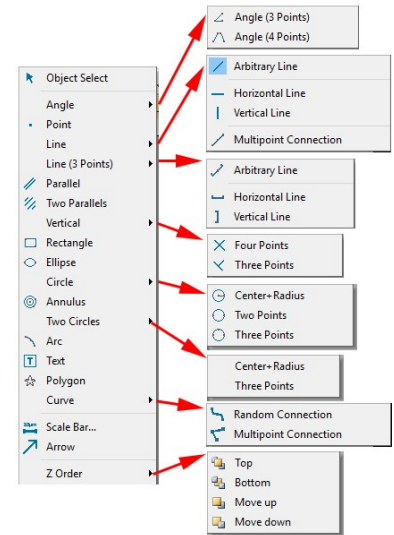 Object Select
Angle
Point
Line
Line (3 Points)
Parallel
Two Parallels
Vertical
Rectangle
Ellipse
Circle
Annulus
Two Circles
Arc
Text
Polygon
Curve
Scale Bar...
Arrow
Z Order
Angle (3 Points)
Angle (4 Points)
Arbitrary Line
Horizontal Line
Vertical Line
Multipoint Connection
Arbitrary Line
Horizontal Line
Vertical Line
Four Points
Three Points
Center+Radius
Two Points
Three Points
Center+Radius
Three Points
Random Connection
Multipoint Connection
Top
Bottom
Move up
Move down